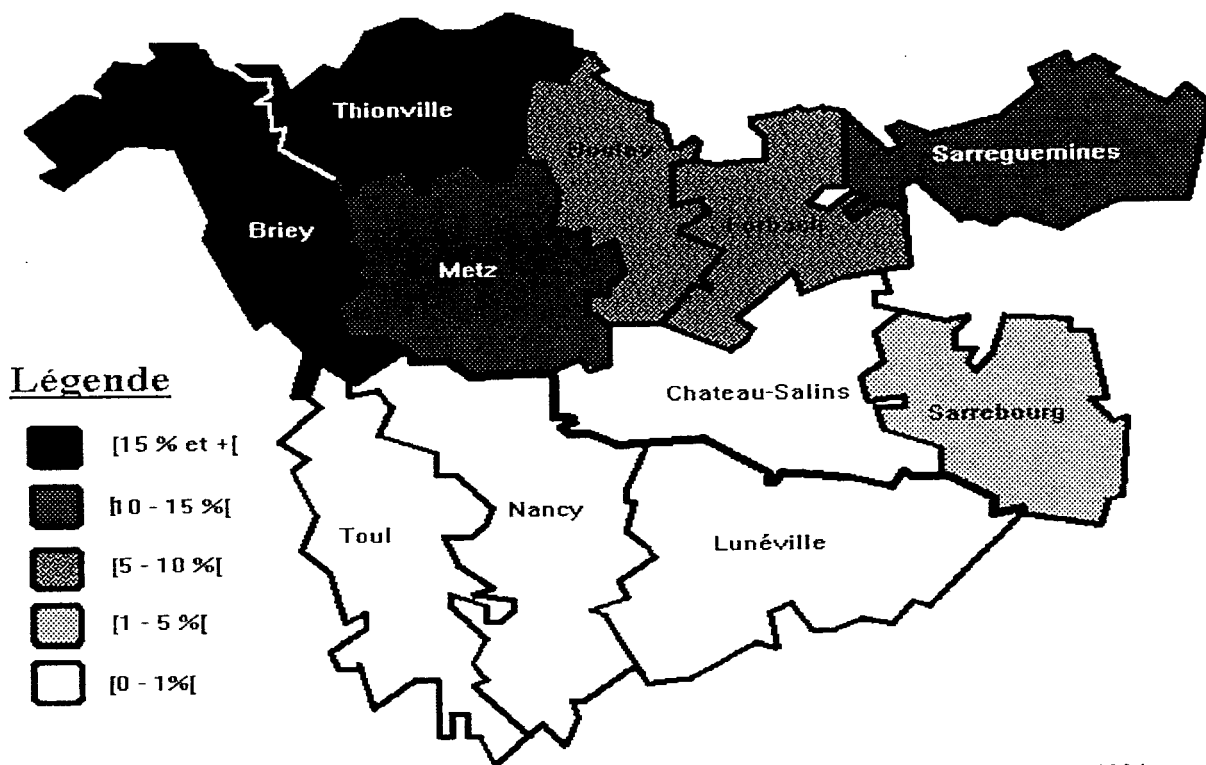 Thionville
Sarreguemines
Briey
Metz
Forbach
Légende
Chateau-Salins
Sarrebourg
[15 % et +[
[10 - 15 %[
Nancy
Toul
Lunéville
[5 - 10 %[
[1 - 5 %[
[0 - 1%[